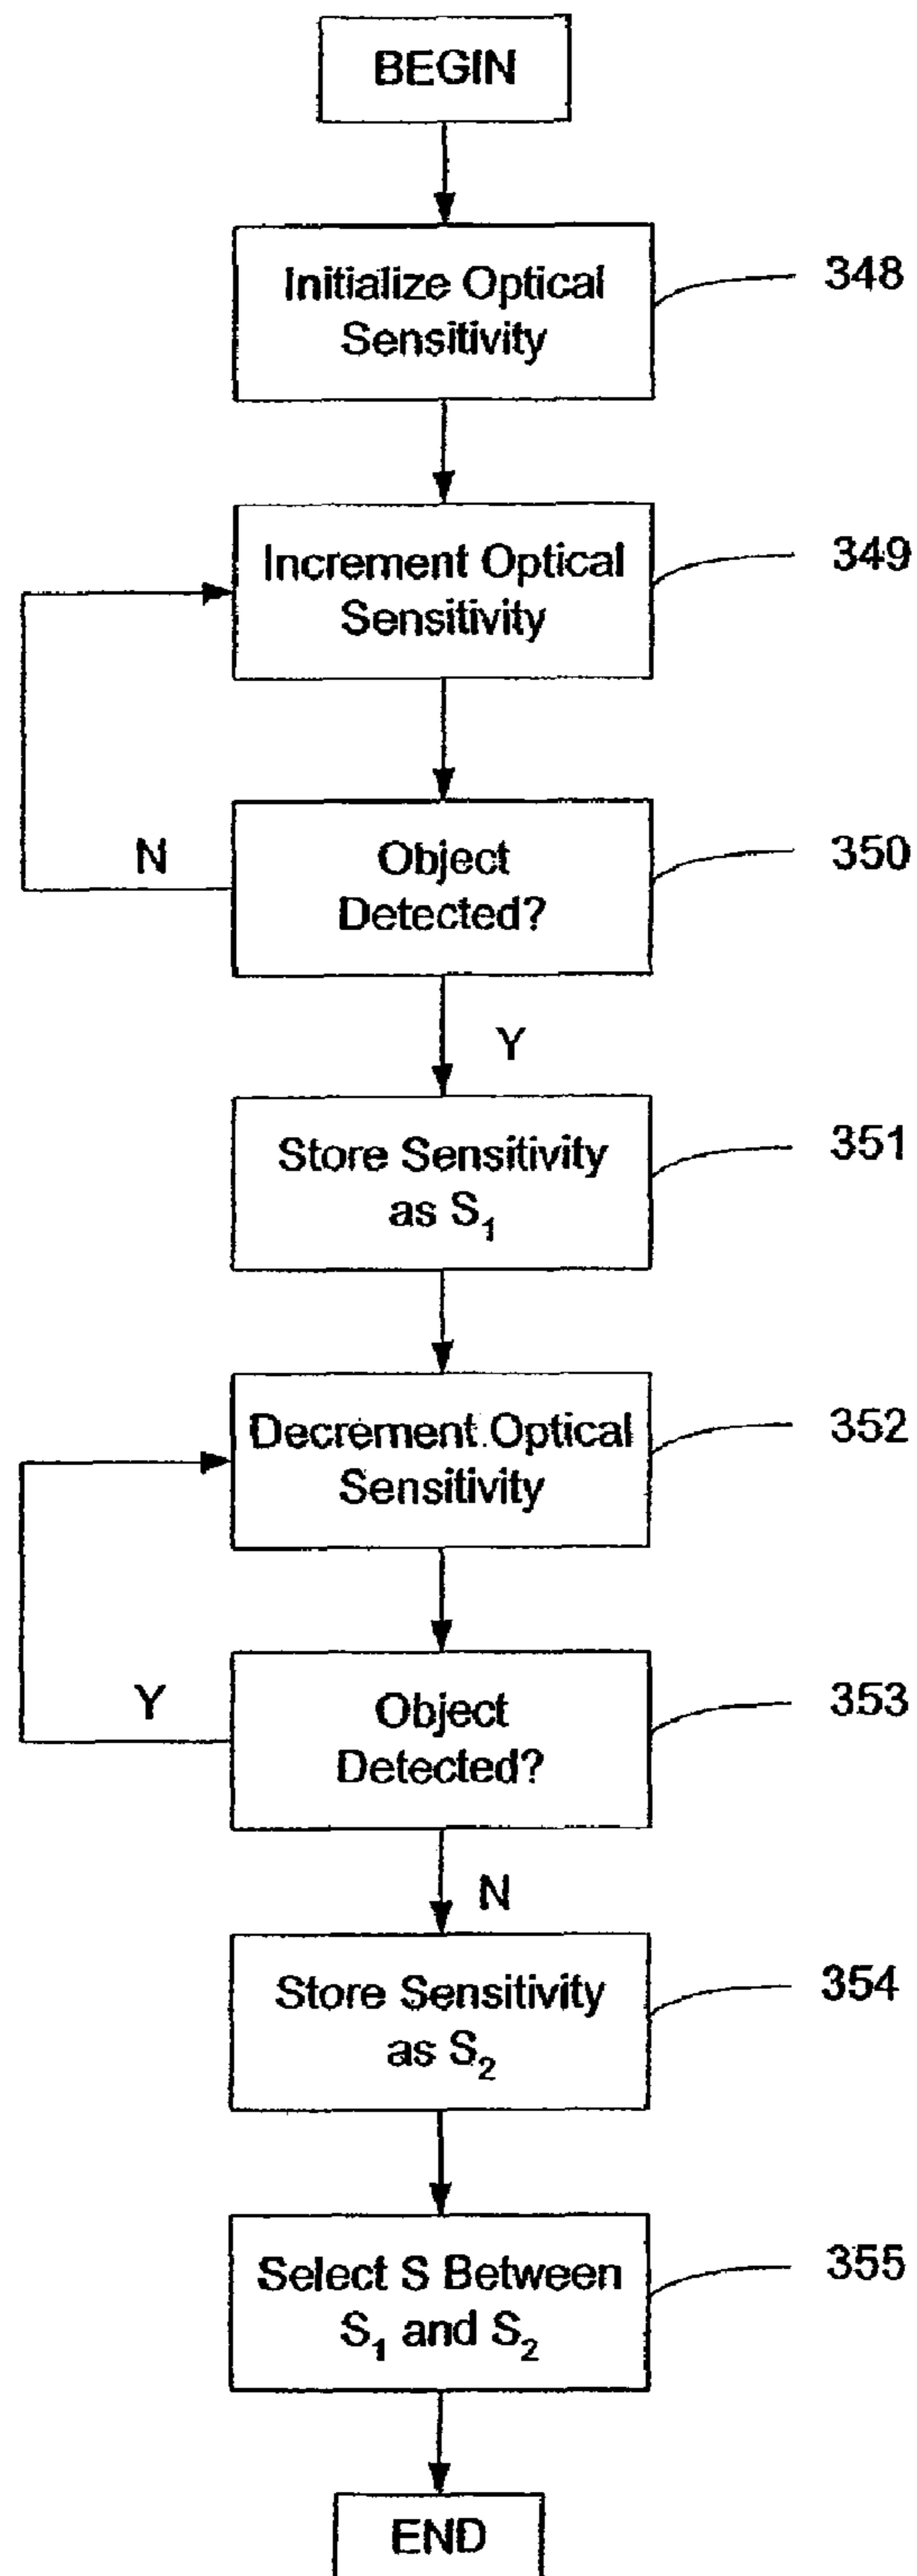 BEGIN
Initialize Optical
Sensitivity
348
Increment Optical
Sensitivity
349
Object
Detected?
350
N
Y
Store Sensitivity
as S₁
351
Decrement Optical
Sensitivity
352
Object
Detected?
353
Y
N
Store Sensitivity
as S₂
354
Select S Between
S₁ and S₂
355
END